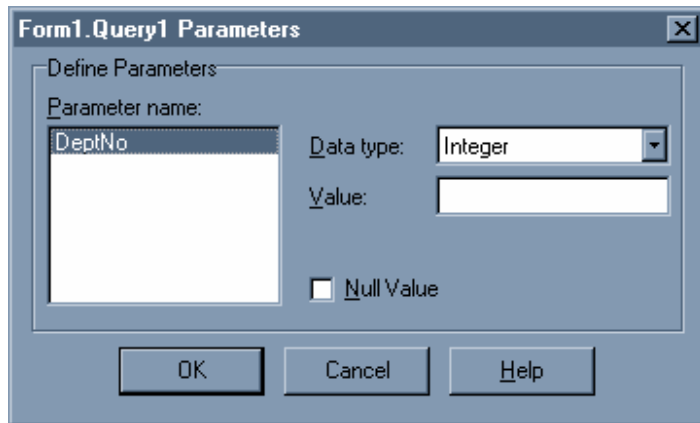 Form1.Query1 Parameters
Define Parameters
Parameter name:
DeptNo
Data type: Integer
Value:
Null Value
OK Cancel Help